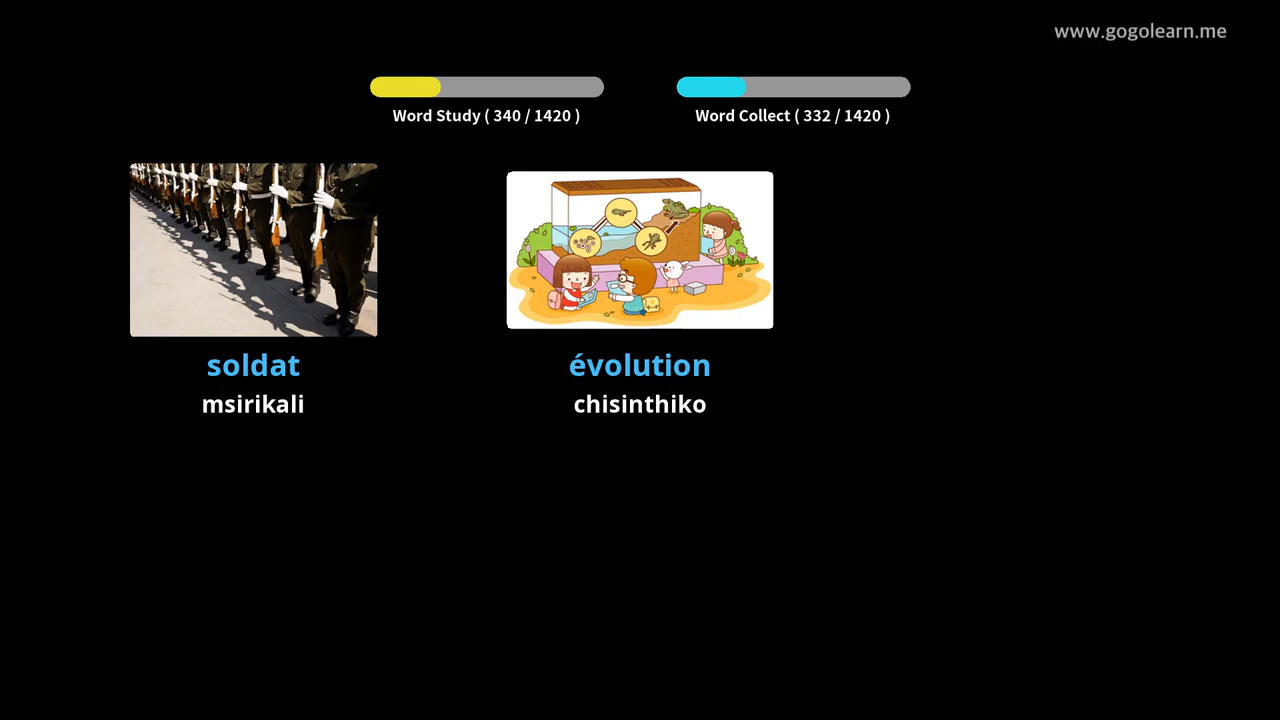 www.gogolearn.me
Word Study ( 340 / 1420 )
Word Collect ( 332 / 1420 )
soldat
msirikali
évolution
chisinthiko